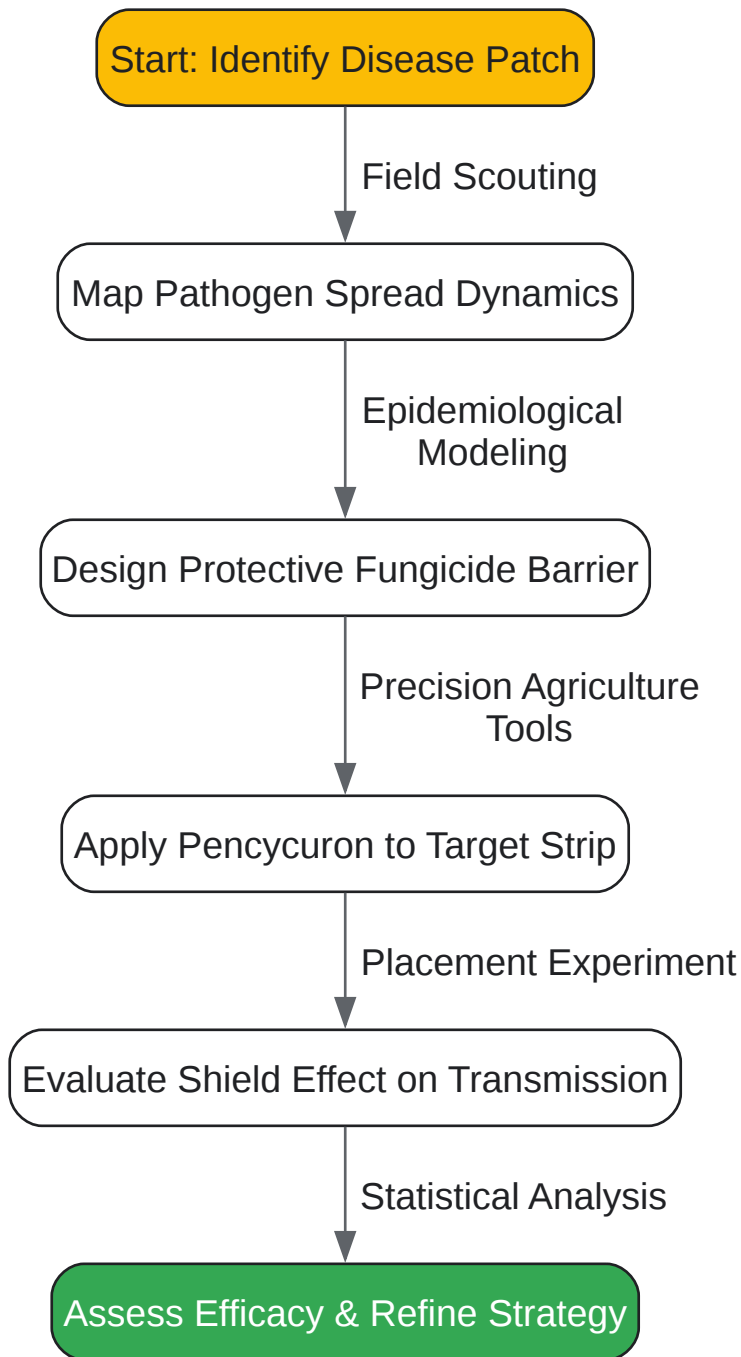 Start: Identify Disease Patch
Field Scouting
Map Pathogen Spread Dynamics
Epidemiological
Modeling
Design Protective Fungicide Barrier
Precision Agriculture
Tools
Apply Pencycuron to Target Strip
Placement Experiment
Evaluate Shield Effect on Transmission
Statistical Analysis
Assess Efficacy & Refine Strategy